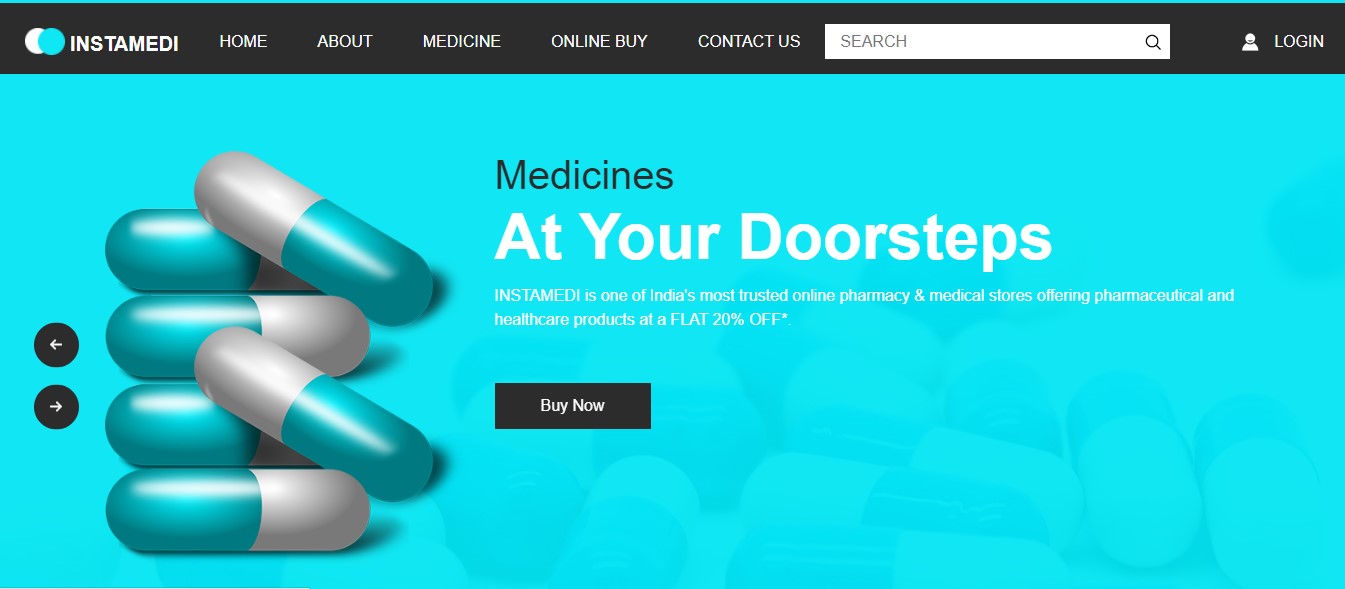 INSTAMEDI HOME ABOUT MEDICINE ONLINE BUY CONTACT US SEARCH LOGIN
Medicines
At Your Doorsteps
INSTAMEDI is one of India's most trusted online pharmacy & medical stores offering pharmaceutical and
healthcare products at a FLAT 20% OFF*.
Buy Now